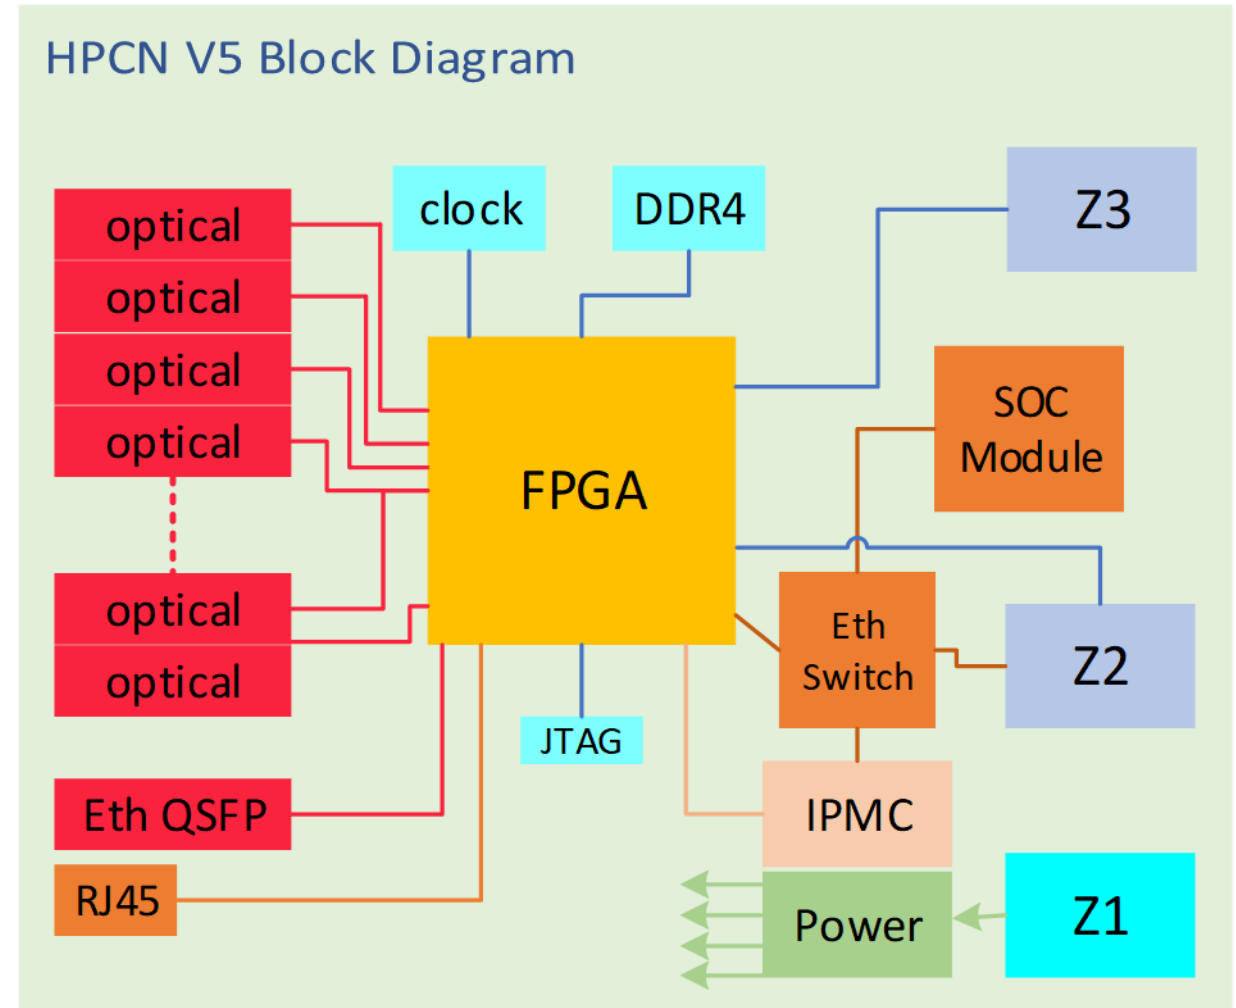 HPCN V5 Block Diagram
optical
optical
optical
optical
optical
optical
Eth QSFP
RJ45
clock
DDR4
FPGA
JTAG
Z3
SOC
Module
Eth
Switch
Z2
IPMC
Power
Z1